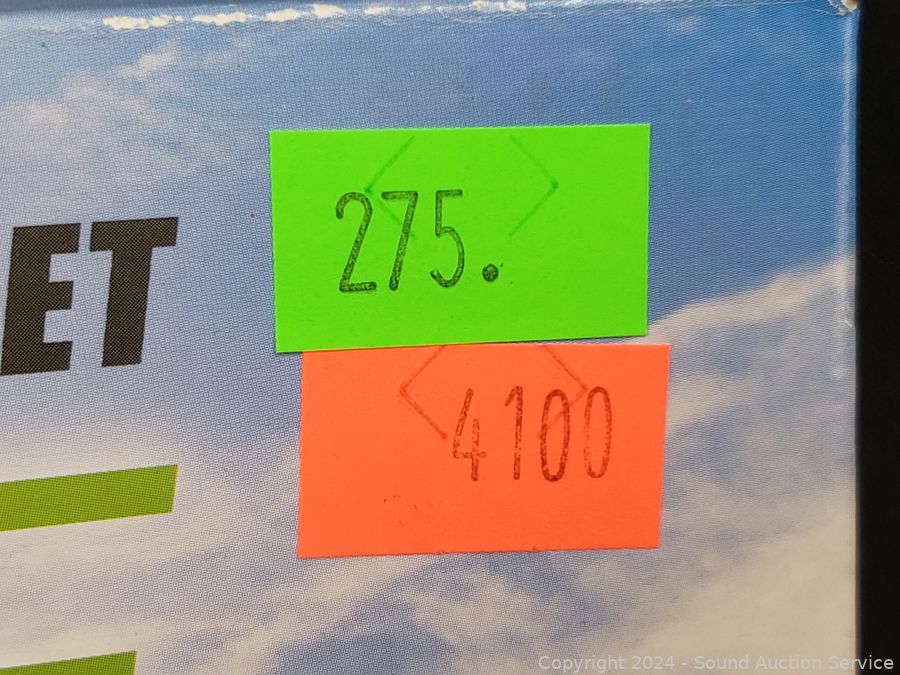 275.
ET
4100
Copyright 2024 - Sound Auction Service